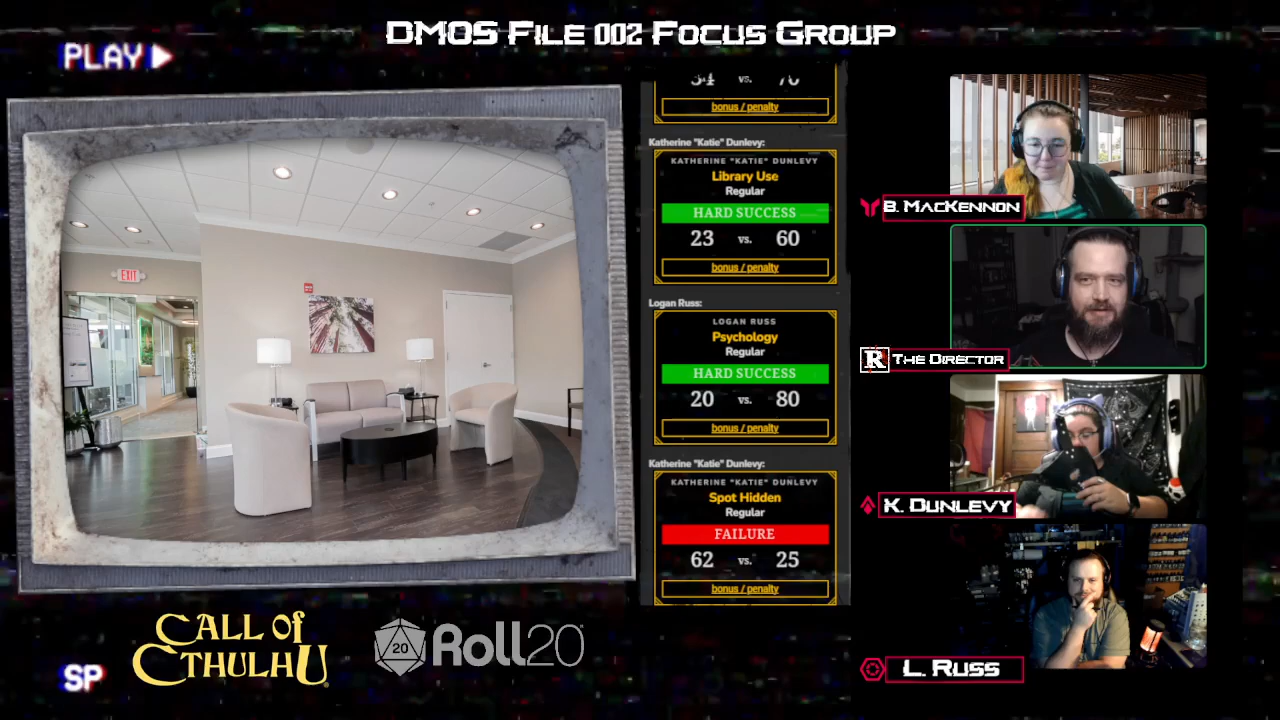 DMOS File 002 Focus Group
PLAY
EXIT
34 vs. 70
bonus / penalty
Katherine "Katie" Dunlevy:
KATHERINE "KATIE" DUNLEVY
Library Use
Regular
HARD SUCCESS
23 vs. 60
bonus / penalty
Logan Russ:
LOGAN RUSS
Psychology
Regular
HARD SUCCESS
20 vs. 80
bonus / penalty
Katherine "Katie" Dunlevy:
KATHERINE "KATIE" DUNLEVY
Spot Hidden
Regular
FAILURE
62 vs. 25
bonus / penalty
B. MacKennon
R The Director
K. Dunlevy
L. Russ
CALL OF
CTHULHU
20 Roll20
SP